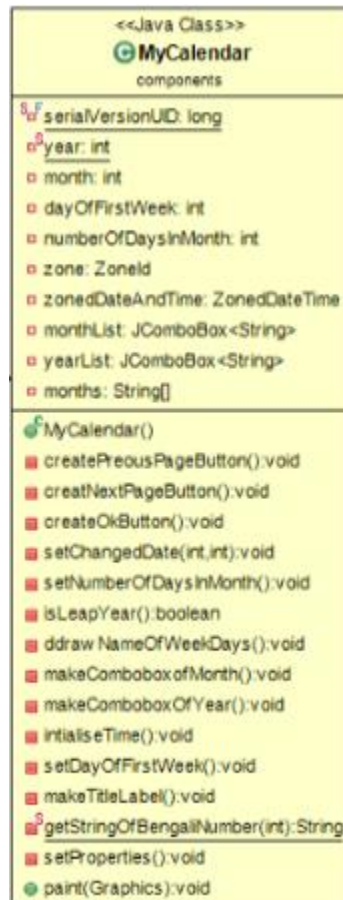 <<Java Class>>
MyCalendar
components
serialVersionUID: long
year: int
month: int
dayOfFirstWeek: int
numberOfDaysInMonth: int
zone: ZoneId
zonedDateAndTime: ZonedDateTime
monthList: JComboBox<String>
yearList: JComboBox<String>
months: String[]
MyCalendar()
createPreousPageButton():void
creatNextPageButton():void
createOkButton():void
setChangedDate(int,int):void
setNumberOfDaysInMonth():void
isLeapYear():boolean
ddraw NameOfWeekDays():void
makeComboboxofMonth():void
makeComboboxOfYear():void
intialiseTime():void
setDayOfFirstWeek():void
makeTitleLabel():void
getStringOfBengaliNumber(int):String
setProperties():void
paint(Graphics):void